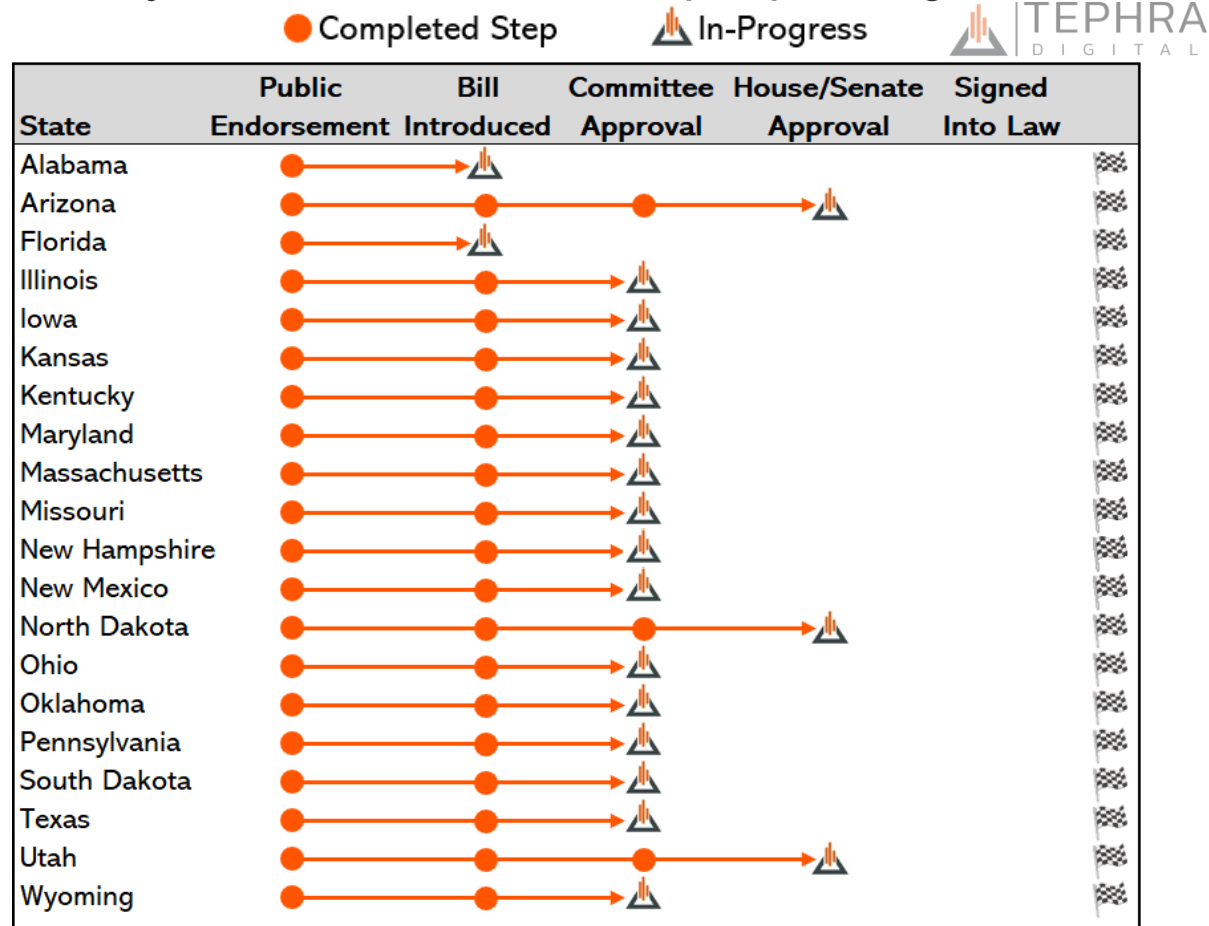 Completed Step In-Progress
TEPHRA
DIGITAL
Public Bill Committee House/Senate Signed
State Endorsement Introduced Approval Approval Into Law
Alabama
Arizona
Florida
Illinois
Iowa
Kansas
Kentucky
Maryland
Massachusetts
Missouri
New Hampshire
New Mexico
North Dakota
Ohio
Oklahoma
Pennsylvania
South Dakota
Texas
Utah
Wyoming